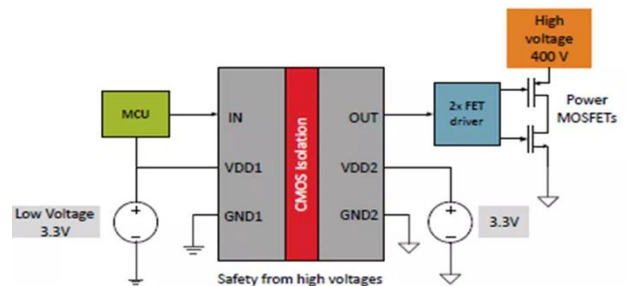 High
voltage
400 V
MCU
IN
OUT
2x FET
driver
Power
MOSFETs
CMOS Isolation
VDD1
VDD2
Low Voltage
3.3V
+
-
GND1
GND2
+
-
3.3V
Safety from high voltages